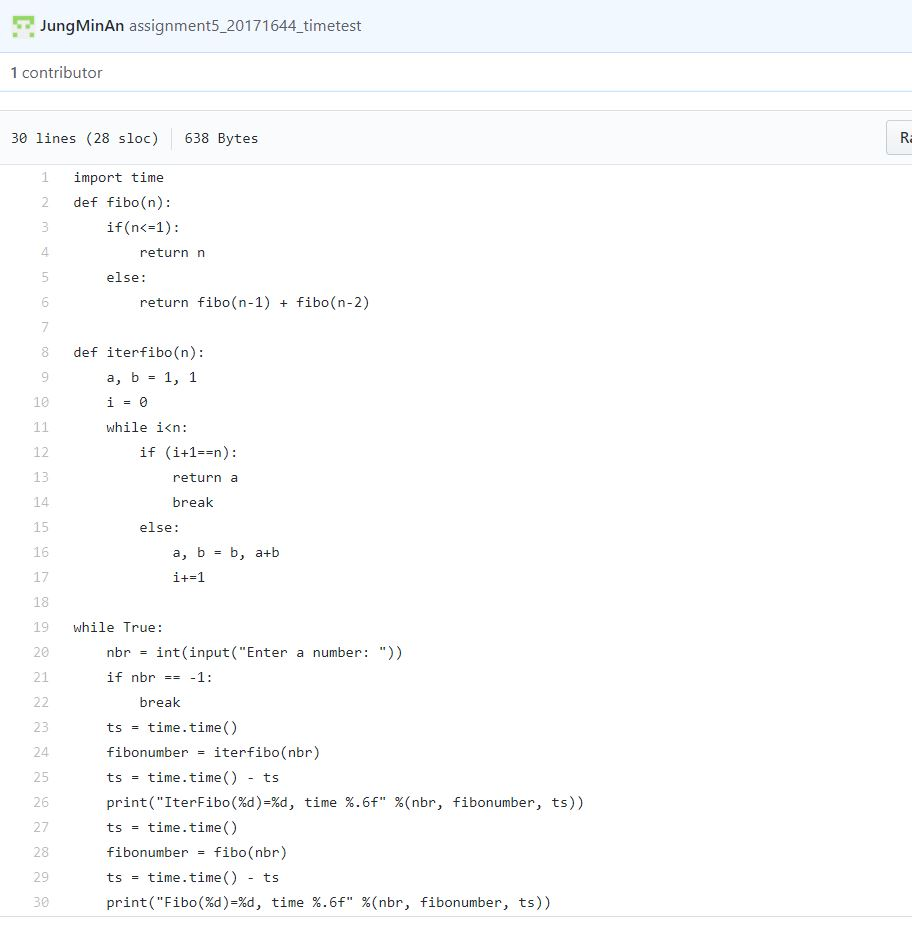 JungMinAn assignment5_20171644_timetest
1 contributor
30 lines (28 sloc) 638 Bytes
1 import time
2 def fibo(n):
3     if(n<=1):
4         return n
5     else:
6         return fibo(n-1) + fibo(n-2)
7
8 def iterfibo(n):
9     a, b = 1, 1
10     i = 0
11     while i<n:
12         if (i+1==n):
13             return a
14             break
15         else:
16             a, b = b, a+b
17             i+=1
18
19 while True:
20     nbr = int(input("Enter a number: "))
21     if nbr == -1:
22         break
23     ts = time.time()
24     fibonumber = iterfibo(nbr)
25     ts = time.time() - ts
26     print("IterFibo(%d)=%d, time %.6f" %(nbr, fibonumber, ts))
27     ts = time.time()
28     fibonumber = fibo(nbr)
29     ts = time.time() - ts
30     print("Fibo(%d)=%d, time %.6f" %(nbr, fibonumber, ts))